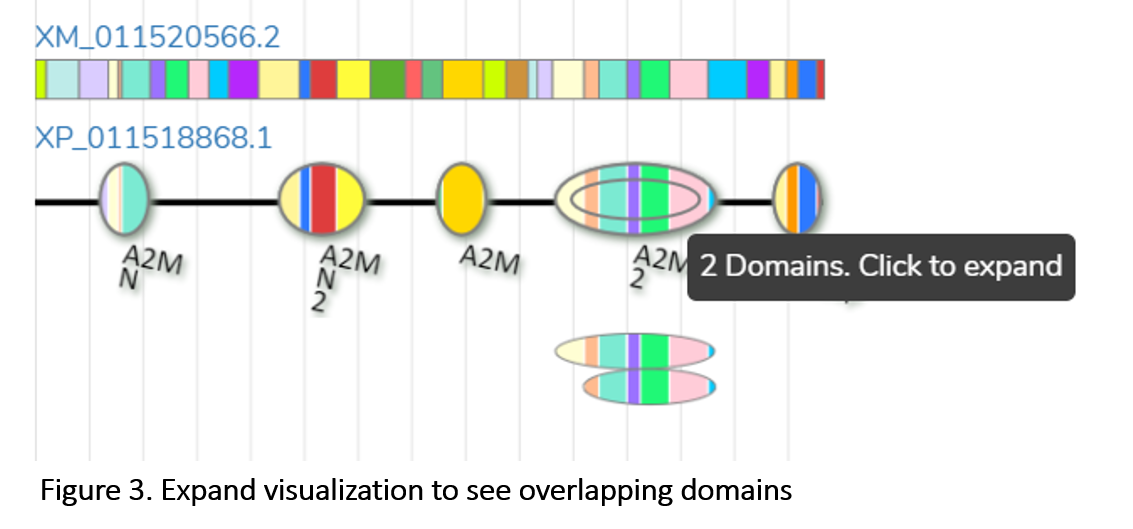 XM_011520566.2
XP_011518868.1
A2M
N
A2M
N
2
A2M
A2M
2
2 Domains. Click to expand
Figure 3. Expand visualization to see overlapping domains